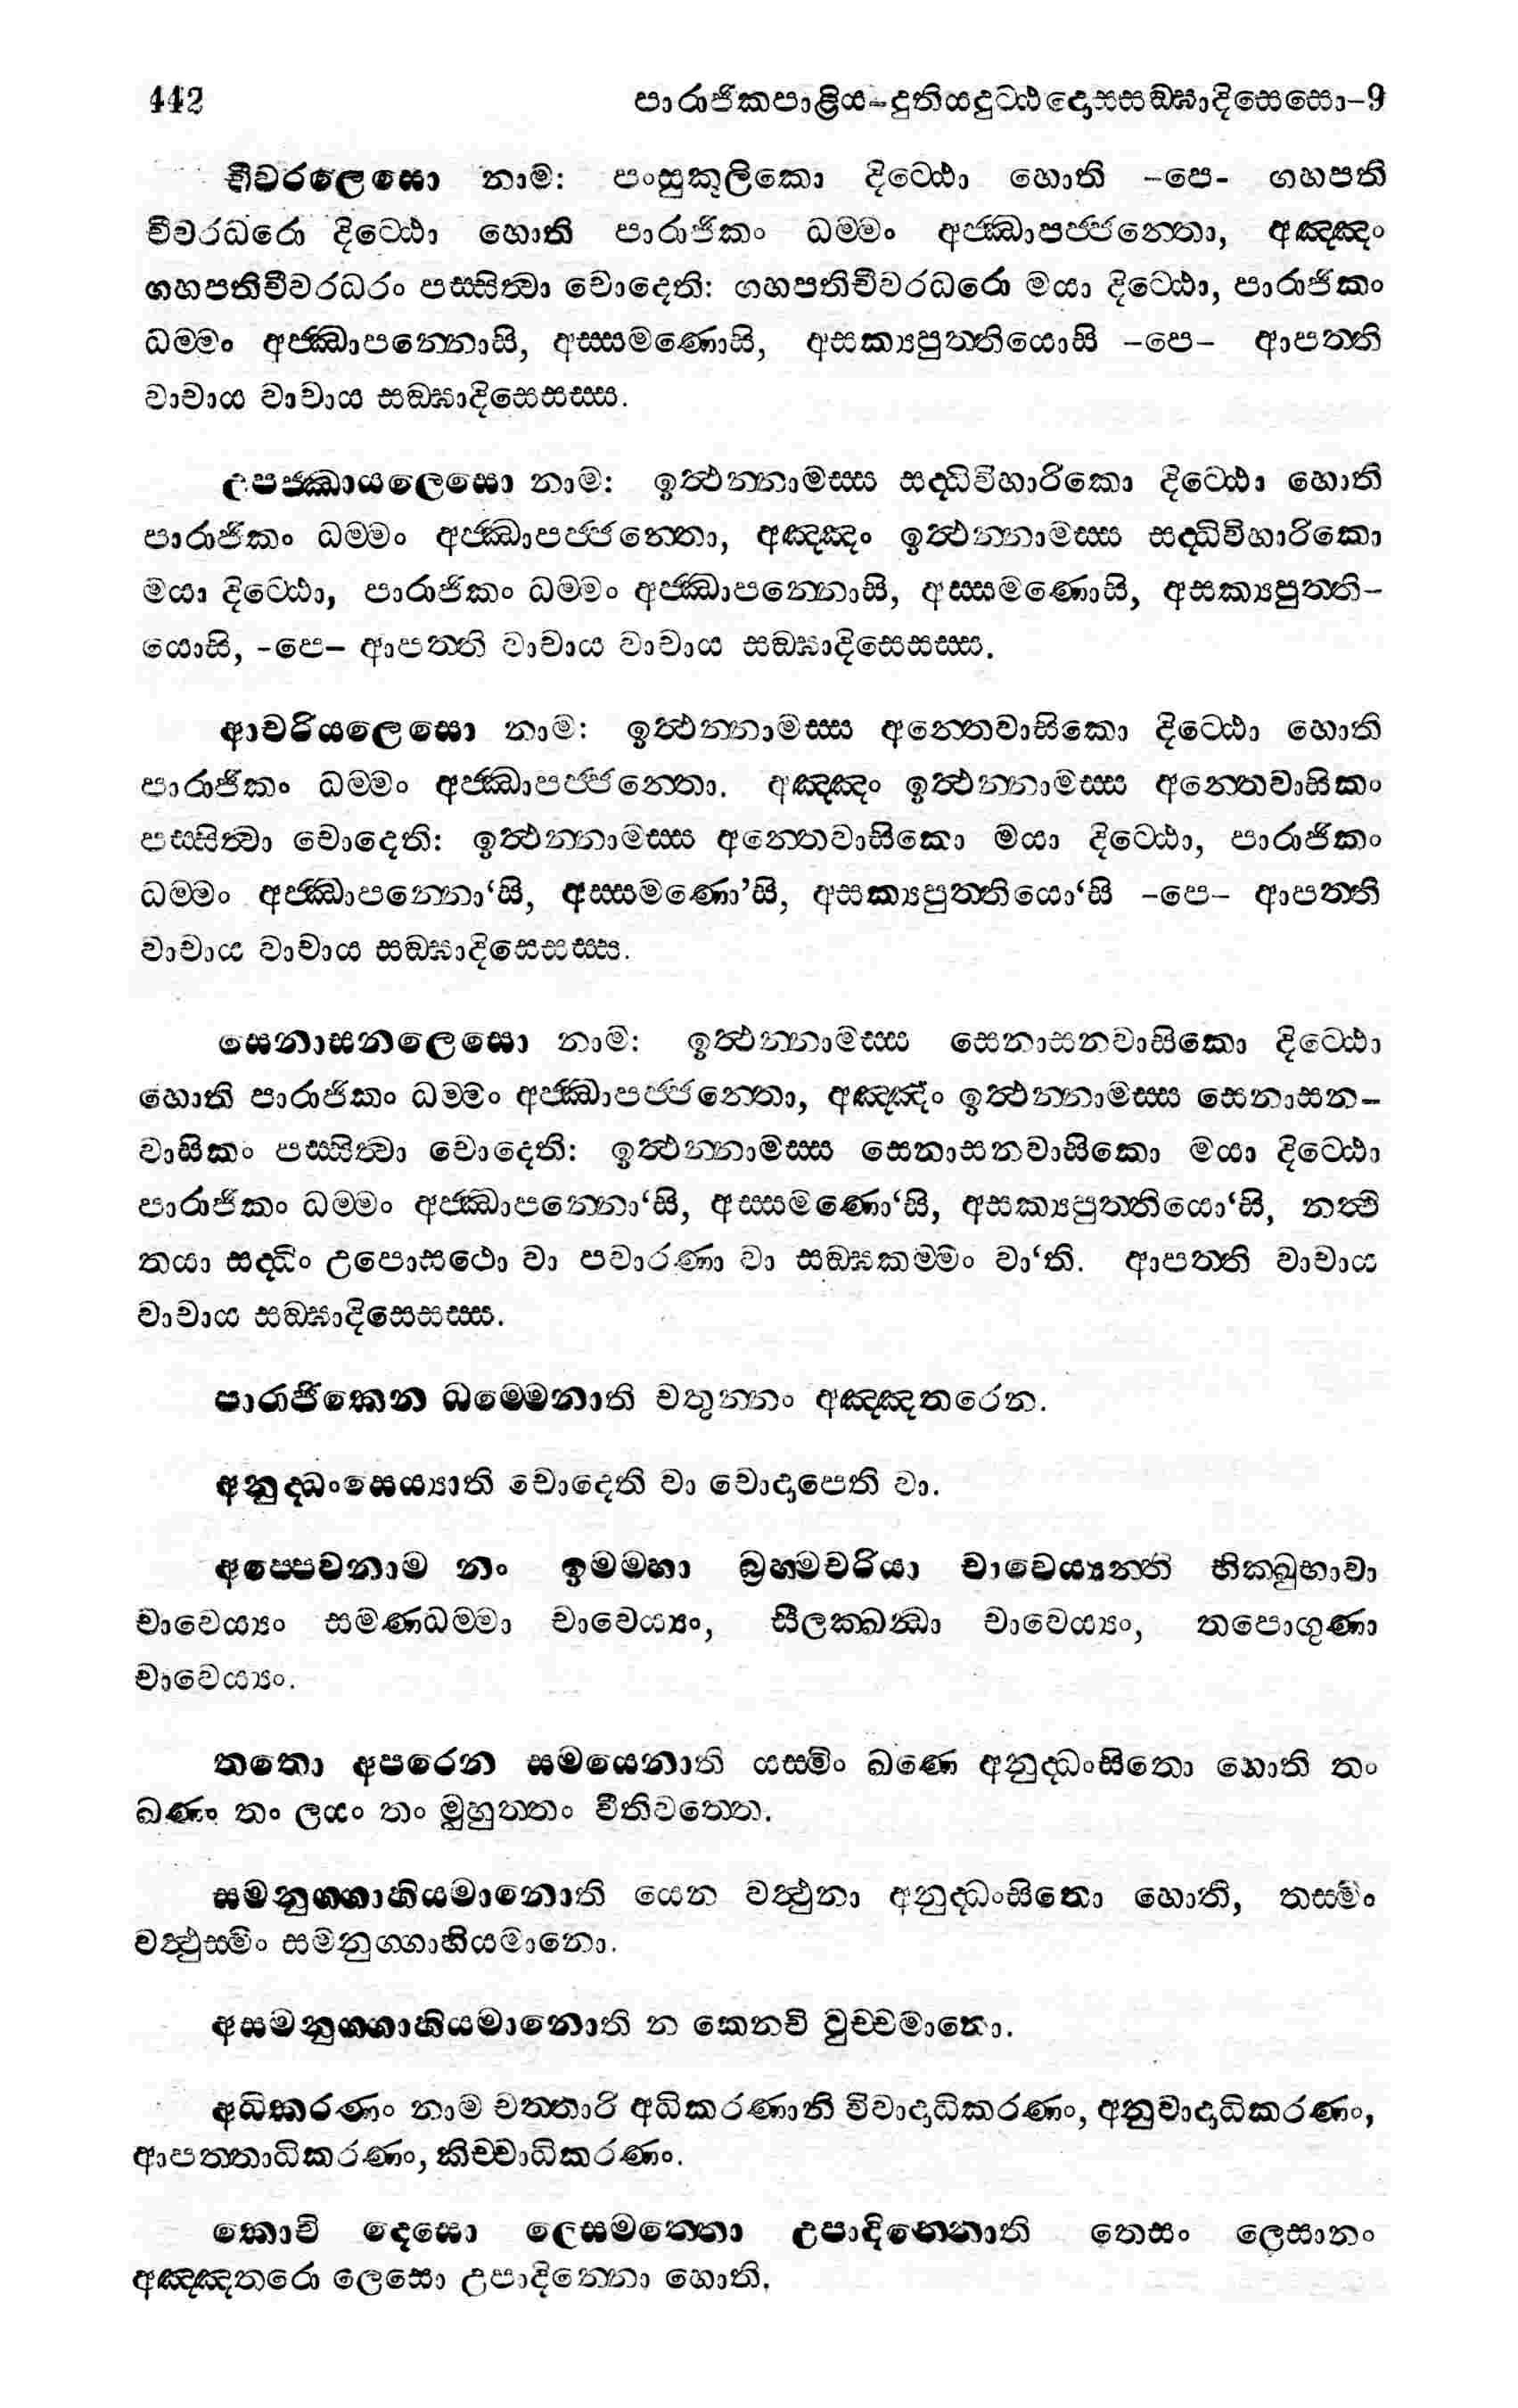 442 පාරාජිකපාළිය-දුතියදුට්ඨදොසසඞ්ඝාදිසෙසො-9
චීවරලෙසො නාම: පංසුකූලිකො දිට්ඨො හොති -පෙ- ගහපති
චීවරධරො දිට්ඨො හොති පාරාජිකං ධම්මං අජ්ඣාපජ්ජන්තො, අඤ්ඤං
ගහපතිචීවරධරං පස්සිත්වා චොදෙති: ගහපතිචීවරධරො මයා දිට්ඨො, පාරාජිකං
ධම්මං අජ්ඣාපන්නොසි, අස්සමණොසි, අසක්‍යපුත්තියොසි -පෙ- ආපත්ති
වාචාය වාචාය සඞ්ඝාදිසෙසස්ස.
උපජ්ඣායලෙසො නාම: ඉත්ථන්නාමස්ස සද්ධිවිහාරිකො දිට්ඨො හොති
පාරාජිකං ධම්මං අජ්ඣාපජ්ජන්තො, අඤ්ඤං ඉත්ථන්නාමස්ස සද්ධිවිහාරිකො
මයා දිට්ඨො, පාරාජිකං ධම්මං අජ්ඣාපන්නොසි, අස්සමණොසි, අසක්‍යපුත්ති-
යොසි, -පෙ- ආපත්ති වාචාය වාචාය සඞ්ඝාදිසෙසස්ස.
ආචරියලෙසො නාම: ඉත්ථන්නාමස්ස අන්තෙවාසිකො දිට්ඨො හොති
පාරාජිකං ධම්මං අජ්ඣාපජ්ජන්තො. අඤ්ඤං ඉත්ථන්නාමස්ස අන්තෙවාසිකං
පස්සිත්වා චොදෙති: ඉත්ථන්නාමස්ස අන්තෙවාසිකො මයා දිට්ඨො, පාරාජිකං
ධම්මං අජ්ඣාපන්නො‘සි, අස්සමණො’සි, අසක්‍යපුත්තියො‘සි -පෙ- ආපත්ති
වාචාය වාචාය සඞ්ඝාදිසෙසස්ස.
සෙනාසනලෙසො නාම: ඉත්ථන්නාමස්ස සෙනාසනවාසිකො දිට්ඨො
හොති පාරාජිකං ධම්මං අජ්ඣාපජ්ජන්තො, අඤ්ඤං ඉත්ථන්නාමස්ස සෙනාසන-
වාසිකං පස්සිත්වා චොදෙති: ඉත්ථන්නාමස්ස සෙනාසනවාසිකො මයා දිට්ඨො
පාරාජිකං ධම්මං අජ්ඣාපන්නො‘සි, අස්සමණො‘සි, අසක්‍යපුත්තියො‘සි, නත්ථි
තයා සද්ධිං උපොසථො වා පවාරණා වා සඞ්ඝකම්මං වා‘ති. ආපත්ති වාචාය
වාචාය සඞ්ඝාදිසෙසස්ස.
පාරාජිකෙන ධම්මෙනාති චතුන්නං අඤ්ඤතරෙන.
අනුද්ධංසෙය්‍යාති චොදෙති වා චොදාපෙති වා.
අප්පෙවනාම නං ඉමම්හා බ්‍රහ්මචරියා චාවෙය්‍යන්ති භික්ඛුභාවා
චාවෙය්‍යං සමණධම්මා චාවෙය්‍යං, සීලක්ඛන්ධා චාවෙය්‍යං, තපොගුණා
චාවෙය්‍යං.
තතො අපරෙන සමයෙනාති යස්මිං ඛණෙ අනුද්ධංසිතො හොති තං
ඛණං තං ලයං තං මුහුත්තං වීතිවත්තෙ.
සමනුග්ගාහියමානොති යෙන වත්ථුනා අනුද්ධංසිතො හොති, තස්මිං
වත්ථුස්මිං සමනුග්ගාහියමානො.
අසමනුග්ගාහියමානොති න කෙනචි වුච්චමානො.
අධිකරණං නාම චත්තාරි අධිකරණානි විවාදාධිකරණං, අනුවාදාධිකරණං,
ආපත්තාධිකරණං, කිච්චාධිකරණං.
කොචි දෙසො ලෙසමත්තො උපාදින්නොති තෙසං ලෙසානං
අඤ්ඤතරො ලෙසො උපාදින්නො හොති.